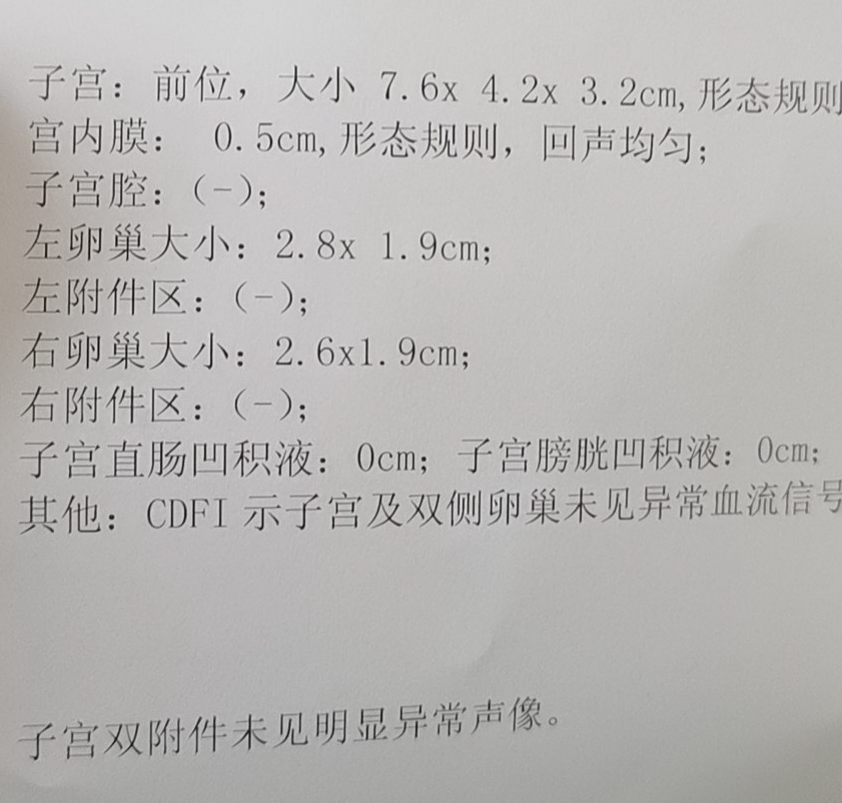 子宫：前位，大小 7.6x 4.2x 3.2cm,形态规则
宫内膜： 0.5cm,形态规则，回声均匀；
子宫腔：(-)；
左卵巢大小：2.8x 1.9cm；
左附件区：(-)；
右卵巢大小：2.6x1.9cm；
右附件区：(-)；
子宫直肠凹积液：0cm；子宫膀胱凹积液：0cm；
其他：CDFI 示子宫及双侧卵巢未见异常血流信号
子宫双附件未见明显异常声像。